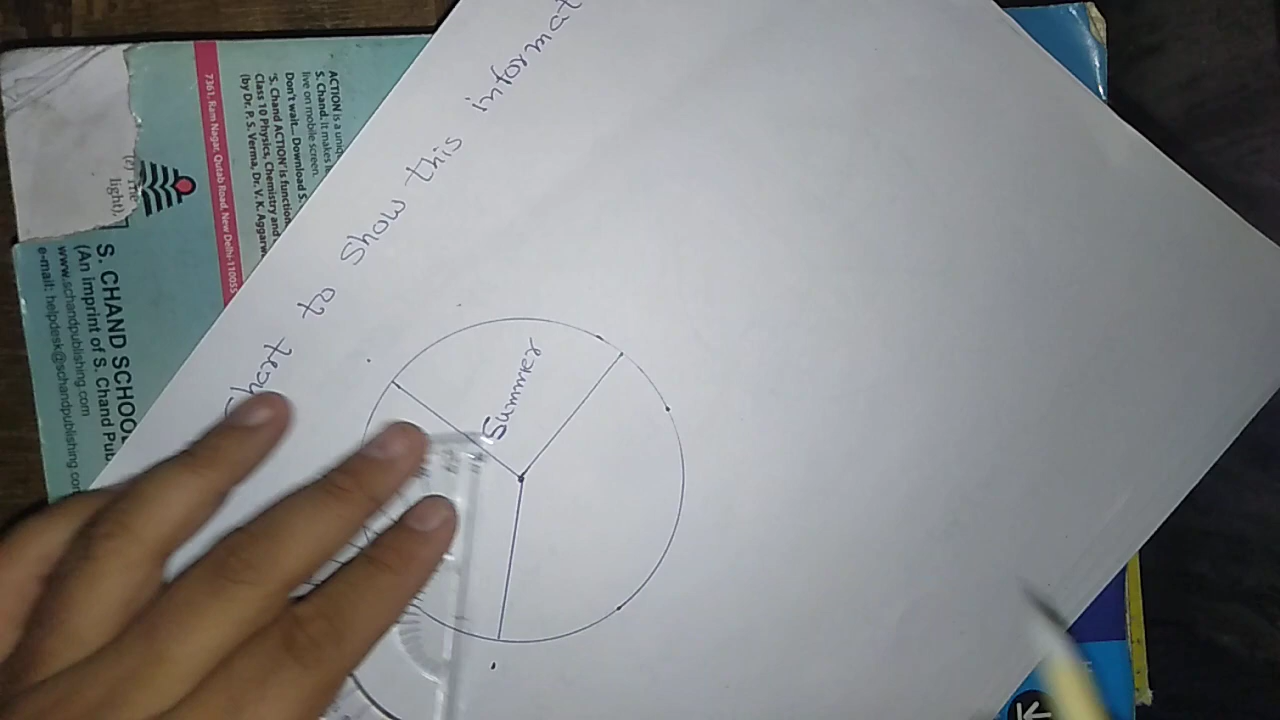 chart to show this informat
Summer
ACTION is a uniq
S. Chand. It makes
live on mobile screen.
Don't wait... Download S.
'S. Chand ACTION' is function
Class 10 Physics, Chemistry and
(by Dr. P. S. Verma, Dr. V. K. Aggarw
7361, Ram Nagar, Qutab Road, New Delhi-110055
light),
S. CHAND SCHOOL
(An imprint of S. Chand Pub
www.schandpublishing.com
e-mail: helpdesk@schandpublishing.com